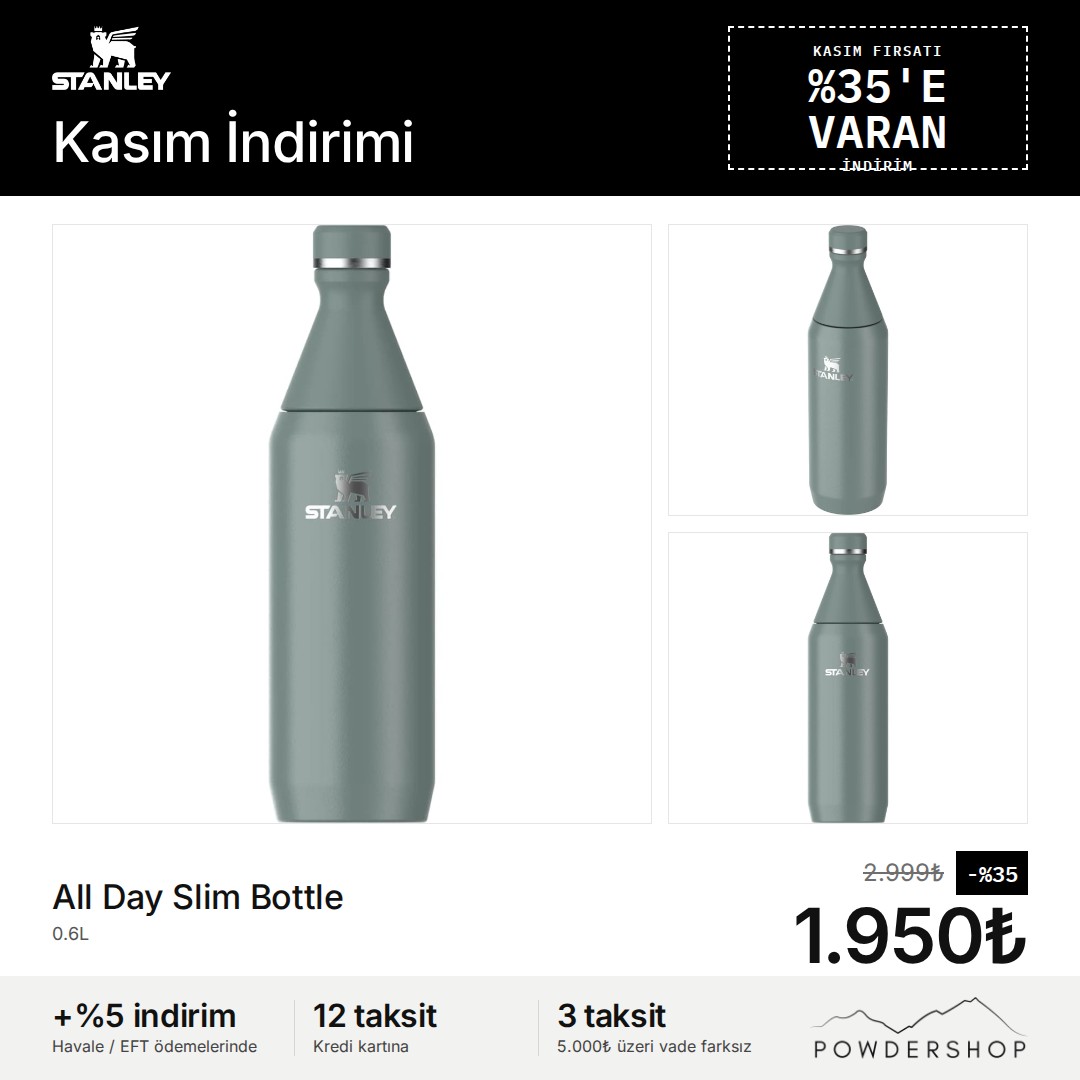 STANLEY
Kasım İndirimi
KASIM FIRSATI
%35'E
VARAN
İNDİRİM
STANLEY
STANLEY
STANLEY
All Day Slim Bottle
0.6L
2.999₺
-%35
1.950₺
+%5 indirim
Havale / EFT ödemelerinde
12 taksit
Kredi kartına
3 taksit
5.000₺ üzeri vade farksız
POWDERSHOP